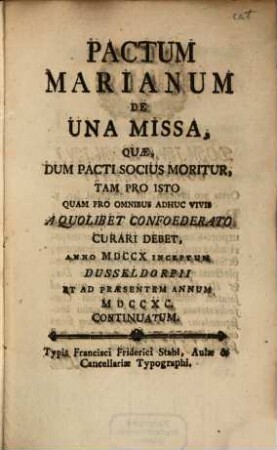 cat
PACTUM
MARIANUM
DE
UNA MISSA,
QUÆ,
DUM PACTI SOCIUS MORITUR,
TAM PRO ISTO
QUAM PRO OMNIBUS ADHUC VIVIS
A QUOLIBET CONFOEDERATO
CURARI DEBET,
ANNO MDCCX INCEPTUM
DUSSELDORPII
ET AD PRÆSENTEM ANNUM
MDCCXC.
CONTINUATUM.
Typis Francisci Friderici Stahl, Aulæ &
Cancellariæ Typographi.